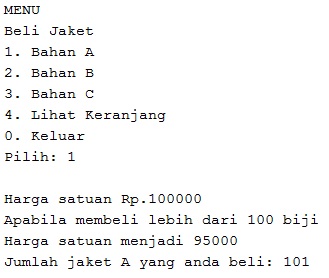 MENU
Beli Jaket
1. Bahan A
2. Bahan B
3. Bahan C
4. Lihat Keranjang
0. Keluar
Pilih: 1
Harga satuan Rp.100000
Apabila membeli lebih dari 100 biji
Harga satuan menjadi 95000
Jumlah jaket A yang anda beli: 101